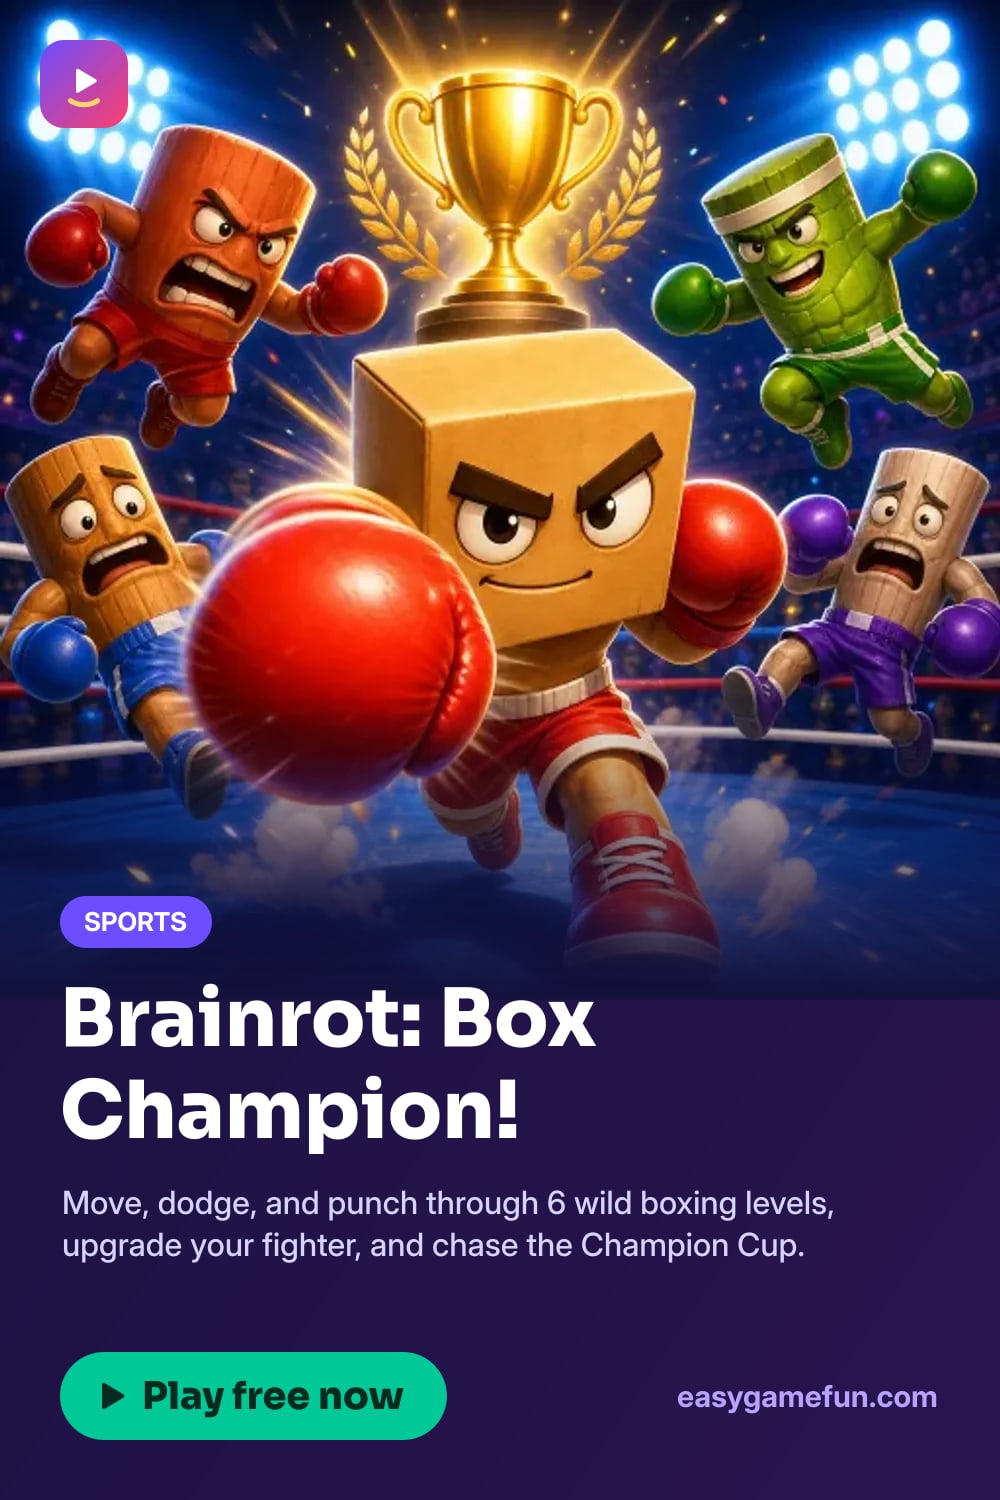 SPORTS
Brainrot: Box
Champion!
Move, dodge, and punch through 6 wild boxing levels,
upgrade your fighter, and chase the Champion Cup.
Play free now
easygamefun.com